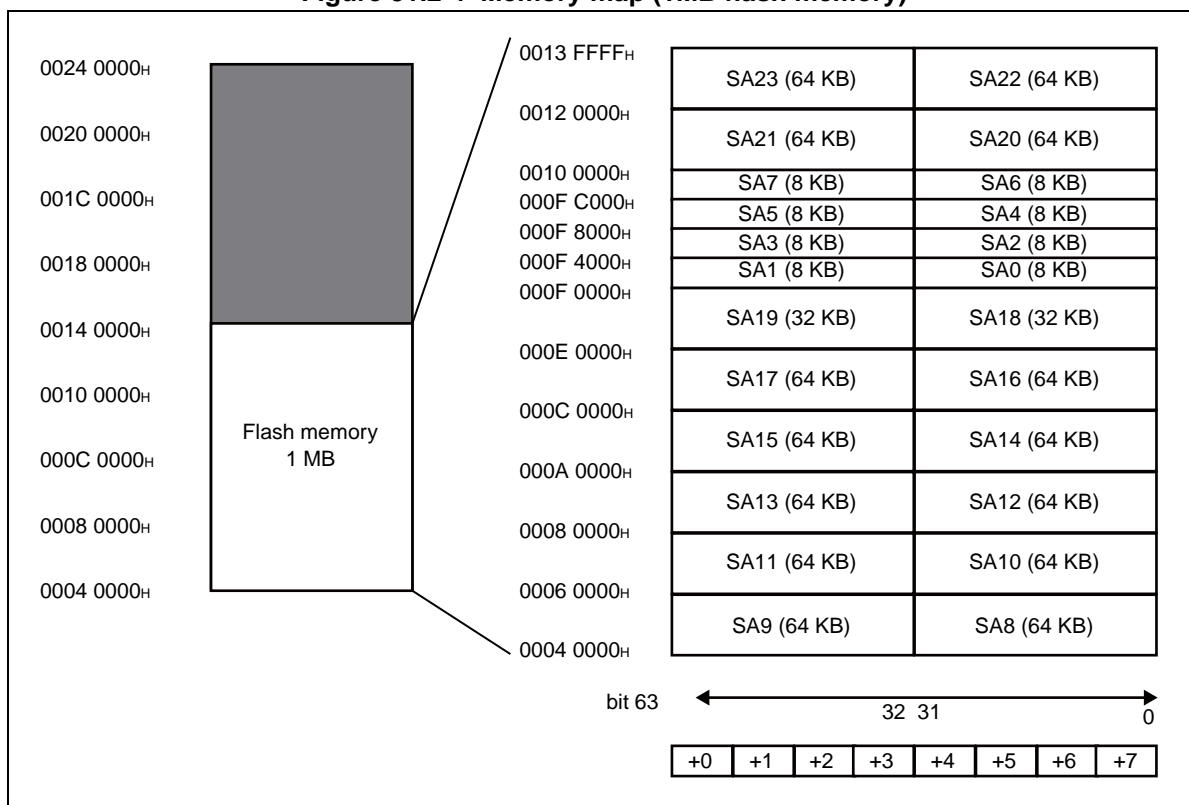 Memory Map (1MB flash memory)
0024 0000H
0020 0000H
001C 0000H
0018 0000H
0014 0000H
0010 0000H
000C 0000H
0008 0000H
0004 0000H
Flash memory
1 MB
0013 FFFFH
SA23 (64 KB) SA22 (64 KB)
0012 0000H
SA21 (64 KB) SA20 (64 KB)
0010 0000H
SA7 (8 KB) SA6 (8 KB)
000F C000H
SA5 (8 KB) SA4 (8 KB)
000F 8000H
SA3 (8 KB) SA2 (8 KB)
000F 4000H
SA1 (8 KB) SA0 (8 KB)
000F 0000H
SA19 (32 KB) SA18 (32 KB)
000E 0000H
SA17 (64 KB) SA16 (64 KB)
000C 0000H
SA15 (64 KB) SA14 (64 KB)
000A 0000H
SA13 (64 KB) SA12 (64 KB)
0008 0000H
SA11 (64 KB) SA10 (64 KB)
0006 0000H
SA9 (64 KB) SA8 (64 KB)
0004 0000H
bit 63 32 31 0
+0 +1 +2 +3 +4 +5 +6 +7